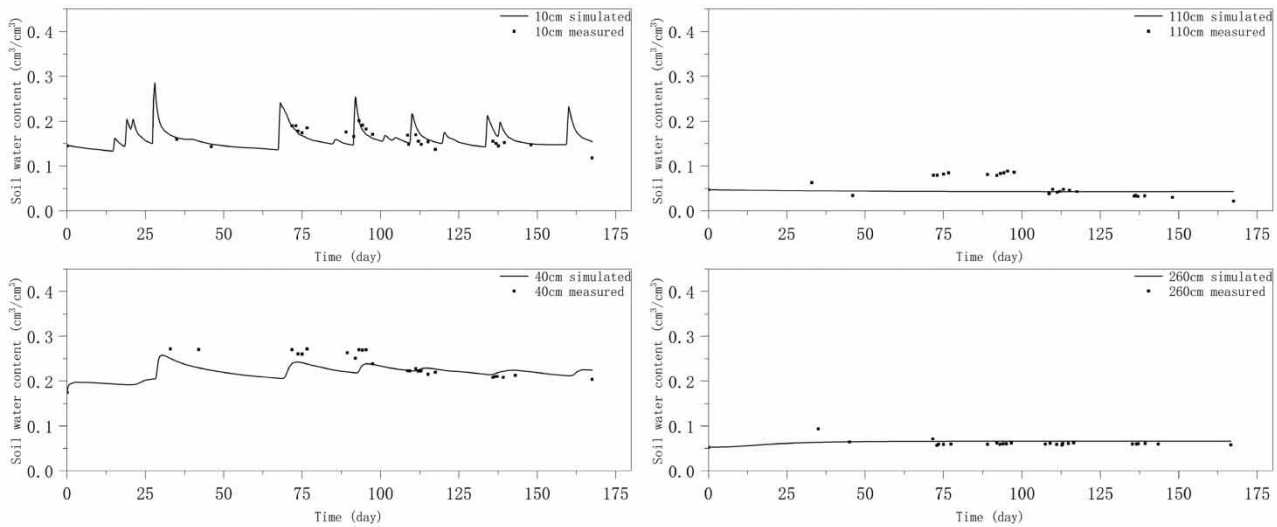 Soil water content (cm³/cm³)
0.4
0.3
0.2
0.1
0.0
10cm simulated
10cm measured
0 25 50 75 100 125 150 175
Time (day)
Soil water content (cm³/cm³)
0.4
0.3
0.2
0.1
0.0
110cm simulated
110cm measured
0 25 50 75 100 125 150 175
Time (day)
Soil water content (cm³/cm³)
0.4
0.3
0.2
0.1
0.0
40cm simulated
40cm measured
0 25 50 75 100 125 150 175
Time (day)
Soil water content (cm³/cm³)
0.4
0.3
0.2
0.1
0.0
260cm simulated
260cm measured
0 25 50 75 100 125 150 175
Time (day)